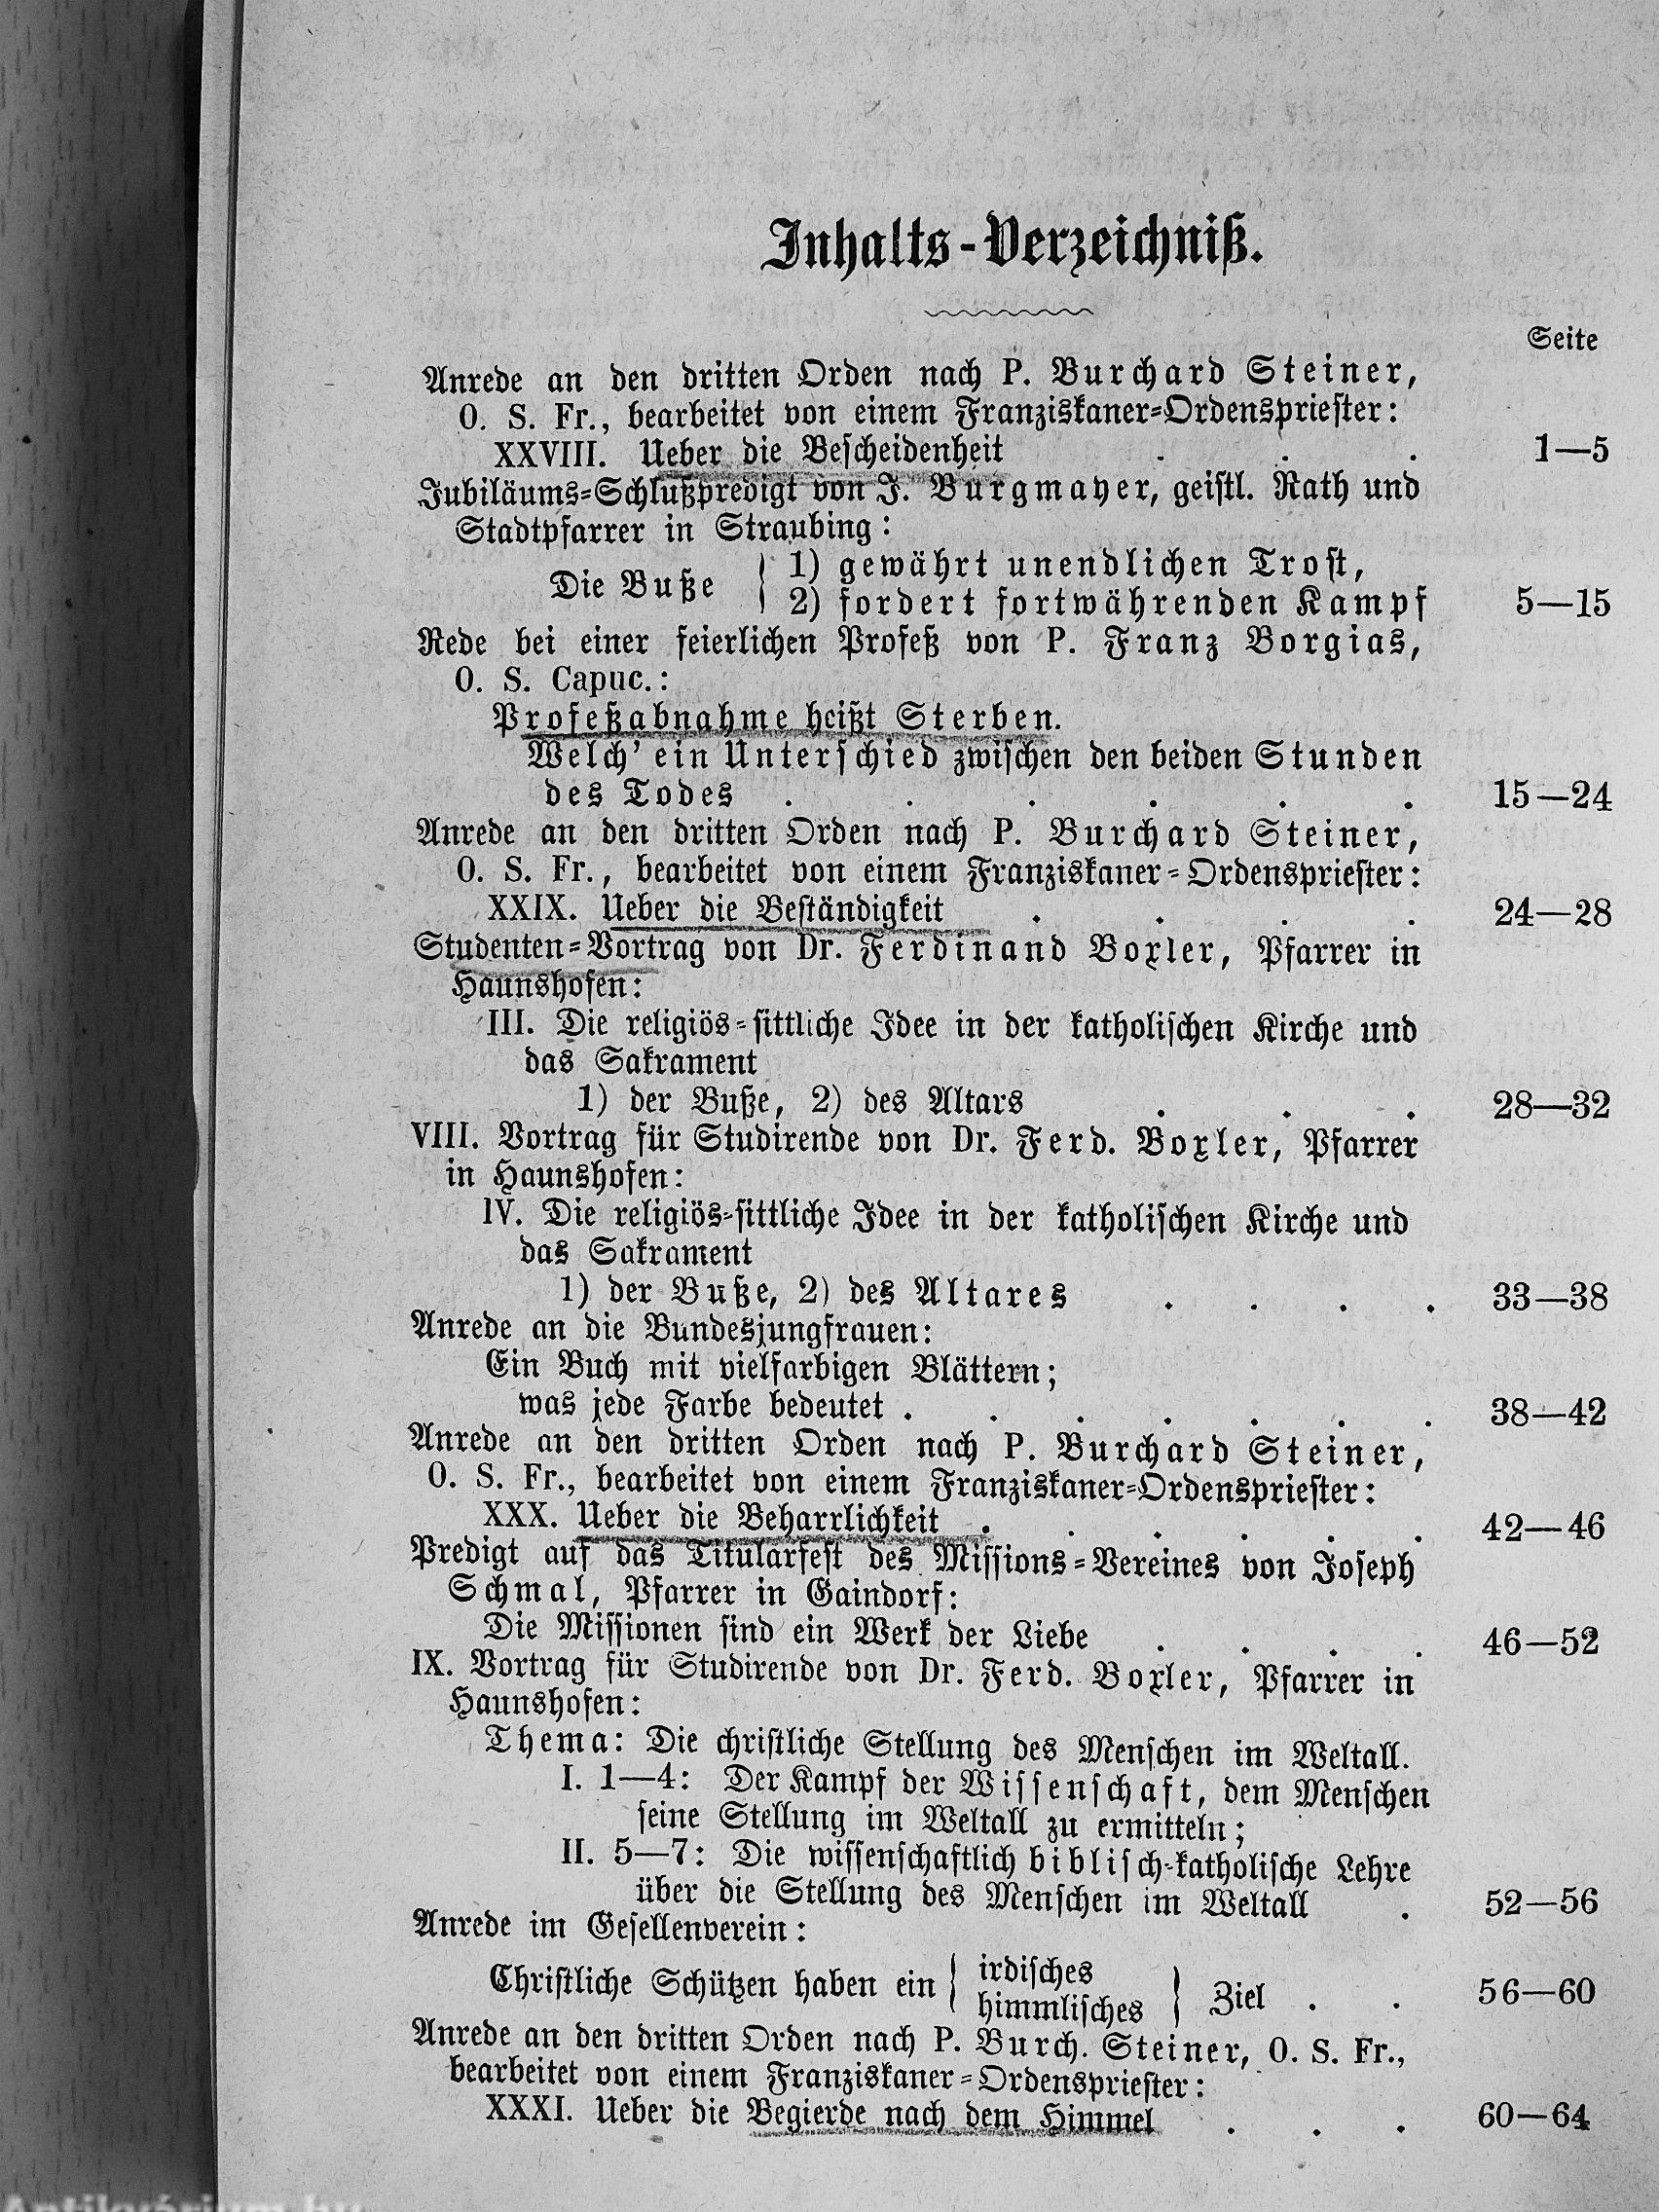 Inhalts-Verzeichniß.
Seite
Anrede an den dritten Orden nach P. Burchard Steiner,
O. S. Fr., bearbeitet von einem Franziskaner-Ordenspriester:
XXVIII. Ueber die Bescheidenheit . . . 1—5
Jubiläums-Schlußpredigt von J. Burgmayer, geistl. Rath und
Stadtpfarrer in Straubing:
Die Buße { 1) gewährt unendlichen Trost,
2) fordert fortwährenden Kampf 5—15
Rede bei einer feierlichen Profeß von P. Franz Borgias,
O. S. Capuc.:
Profeßabnahme heißt Sterben.
Welch' ein Unterschied zwischen den beiden Stunden
des Todes . . . . . . 15—24
Anrede an den dritten Orden nach P. Burchard Steiner,
O. S. Fr., bearbeitet von einem Franziskaner-Ordenspriester:
XXIX. Ueber die Beständigkeit . . . . 24—28
Studenten-Vortrag von Dr. Ferdinand Boxler, Pfarrer in
Haunshofen:
III. Die religiös-sittliche Idee in der katholischen Kirche und
das Sakrament
1) der Buße, 2) des Altars . . . 28—32
VIII. Vortrag für Studirende von Dr. Ferd. Boxler, Pfarrer
in Haunshofen:
IV. Die religiös-sittliche Idee in der katholischen Kirche und
das Sakrament
1) der Buße, 2) des Altares . . . . 33—38
Anrede an die Bundesjungfrauen:
Ein Buch mit vielfarbigen Blättern;
was jede Farbe bedeutet . . . . . . . 38—42
Anrede an den dritten Orden nach P. Burchard Steiner,
O. S. Fr., bearbeitet von einem Franziskaner-Ordenspriester:
XXX. Ueber die Beharrlichkeit . . . . . . 42—46
Predigt auf das Titularfest des Missions-Vereines von Joseph
Schmal, Pfarrer in Gaindorf:
Die Missionen sind ein Werk der Liebe . . . . 46—52
IX. Vortrag für Studirende von Dr. Ferd. Boxler, Pfarrer in
Haunshofen:
Thema: Die christliche Stellung des Menschen im Weltall.
I. 1—4: Der Kampf der Wissenschaft, dem Menschen
seine Stellung im Weltall zu ermitteln;
II. 5—7: Die wissenschaftlich biblisch-katholische Lehre
über die Stellung des Menschen im Weltall . 52—56
Anrede im Gesellenverein:
Christliche Schützen haben ein { irdisches
himmlisches } Ziel . . 56—60
Anrede an den dritten Orden nach P. Burch. Steiner, O. S. Fr.,
bearbeitet von einem Franziskaner-Ordenspriester:
XXXI. Ueber die Begierde nach dem Himmel . . . 60—64
Antikvárium.hu